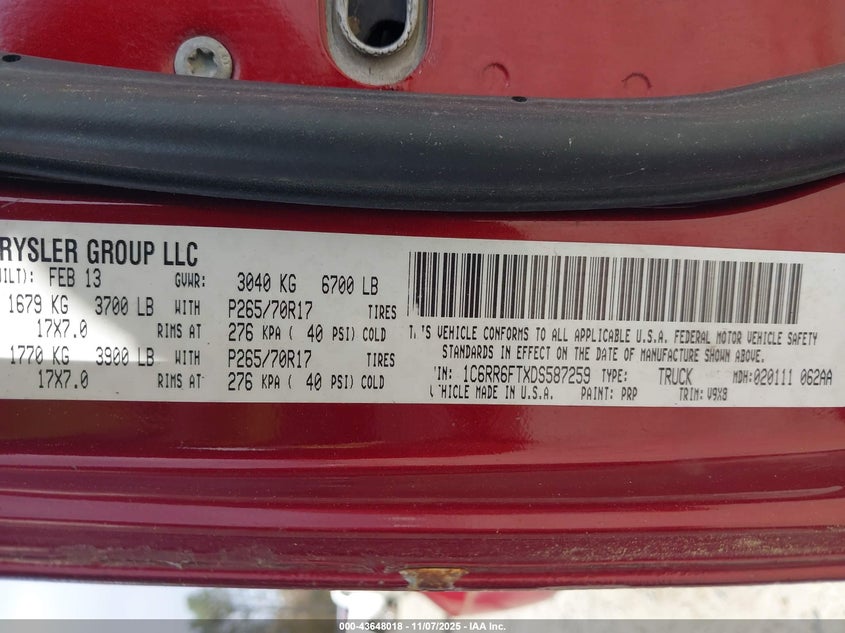 RYSLER GROUP LLC
UILT): FEB 13 GVWR: 3040 KG 6700 LB
1679 KG 3700 LB WITH P265/70R17 TIRES
17X7.0 RIMS AT 276 KPA ( 40 PSI) COLD
1770 KG 3900 LB WITH P265/70R17 TIRES
17X7.0 RIMS AT 276 KPA ( 40 PSI) COLD
VEHICLE CONFORMS TO ALL APPLICABLE U.S.A. FEDERAL MOTOR VEHICLE SAFETY
STANDARDS IN EFFECT ON THE DATE OF MANUFACTURE SHOWN ABOVE.
IN: 1C6RR6FTXDS587259 TYPE: TRUCK MDH: 020111 062AA
VEHICLE MADE IN U.S.A. PAINT: PRP TRIM: V9X8
000-43648018 - 11/07/2025 - IAA Inc.